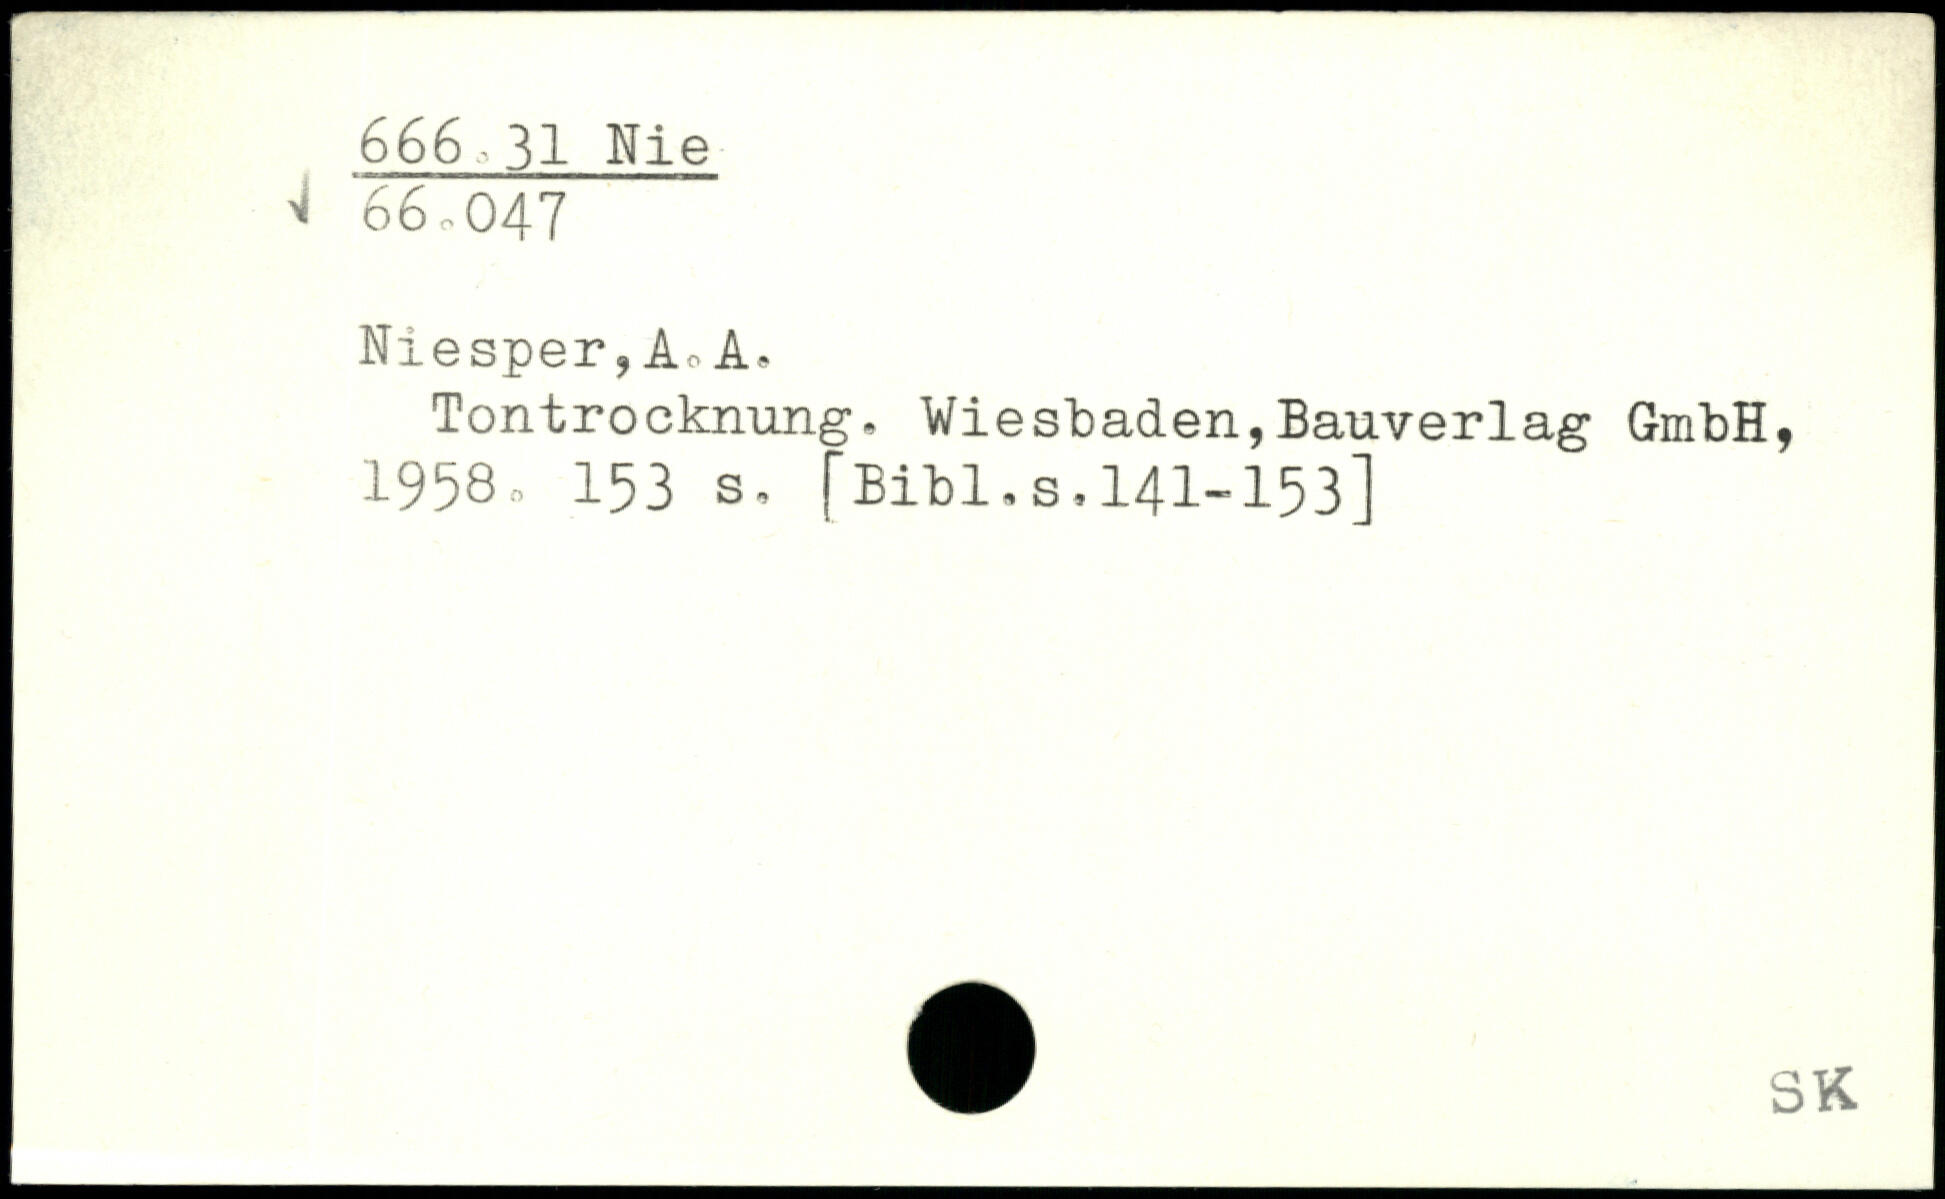 666.31 Nie
66.047
Niesper,A.A.
Tontrocknung. Wiesbaden,Bauverlag GmbH,
1958. 153 s. [Bibl.s.141-153]
SK